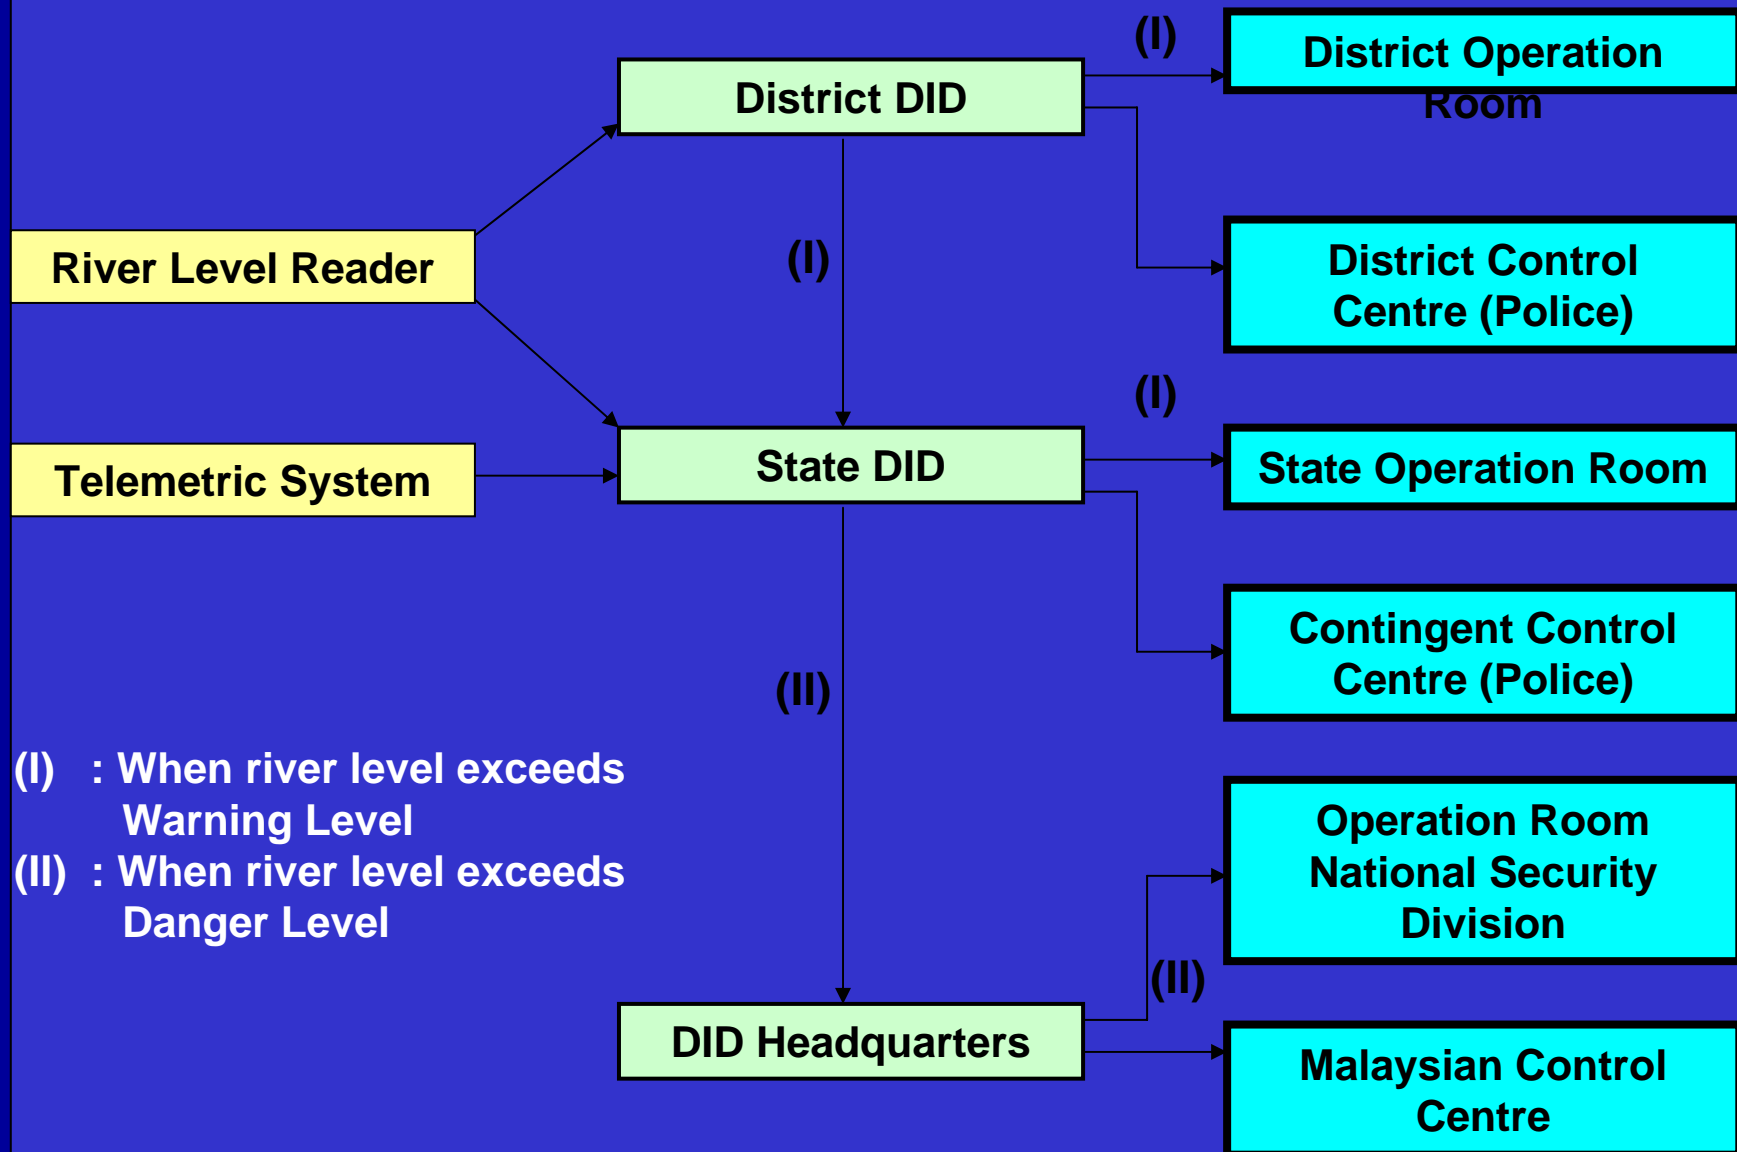 (I)
District Operation
Room
District DID
River Level Reader
(I)
District Control
Centre (Police)
(I)
Telemetric System
State DID
State Operation Room
Contingent Control
Centre (Police)
(II)
(I) : When river level exceeds
Warning Level
(II) : When river level exceeds
Danger Level
Operation Room
National Security
Division
(II)
DID Headquarters
Malaysian Control
Centre